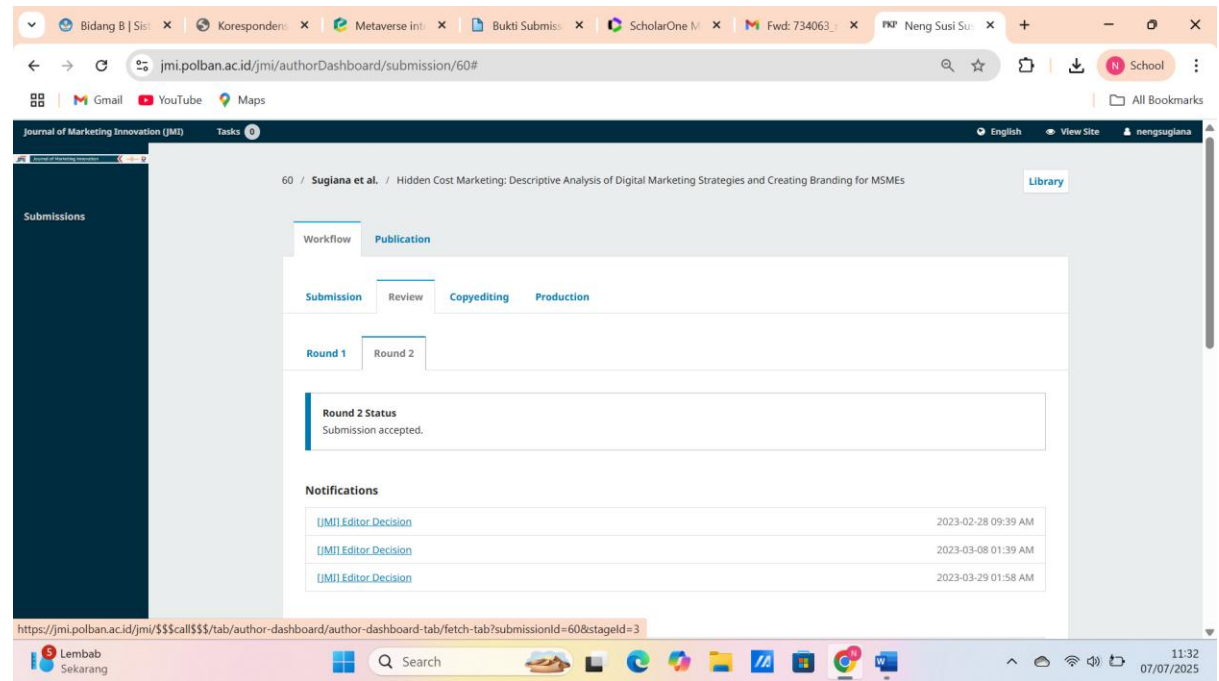 Bidang B | Sist
Korespondens
Metaverse inte
Bukti Submiss
ScholarOne M
Fwd: 734063_
PKP Neng Susi Su
jmi.polban.ac.id/jmi/authorDashboard/submission/60#
N School
Gmail YouTube Maps
All Bookmarks
Journal of Marketing Innovation (JMI) Tasks 0
English View Site nengsugiana
60 / Sugiana et al. / Hidden Cost Marketing: Descriptive Analysis of Digital Marketing Strategies and Creating Branding for MSMEs
Library
Submissions
Workflow Publication
Submission Review Copyediting Production
Round 1 Round 2
Round 2 Status
Submission accepted.
Notifications
[JMI] Editor Decision 2023-02-28 09:39 AM
[JMI] Editor Decision 2023-03-08 01:39 AM
[JMI] Editor Decision 2023-03-29 01:58 AM
https://jmi.polban.ac.id/jmi/$$$call$$$/tab/author-dashboard/author-dashboard-tab/fetch-tab?submissionId=60&stageId=3
5 Lembab
Sekarang
Search
11:32
07/07/2025